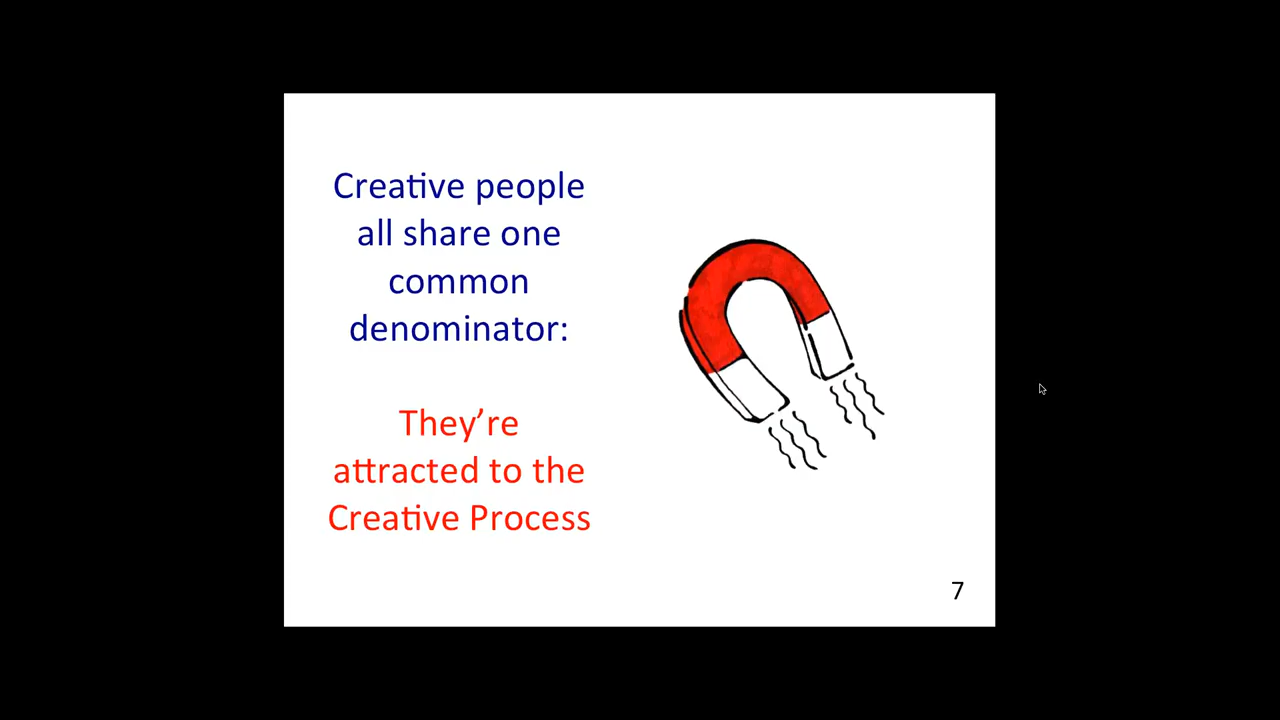 Creative people
all share one
common
denominator:
They’re
attracted to the
Creative Process
7